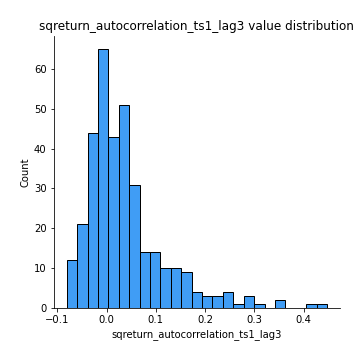 sqreturn_autocorrelation_ts1_lag3 value distribution
60
50
40
30
20
10
0
Count
−0.1 0.0 0.1 0.2 0.3 0.4
sqreturn_autocorrelation_ts1_lag3